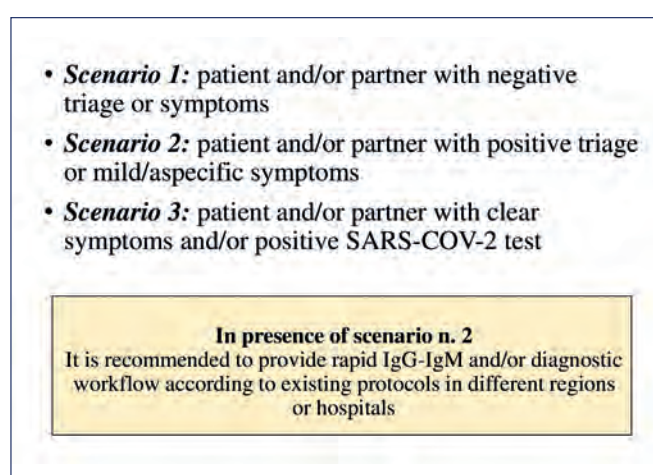 • Scenario 1: patient and/or partner with negative
triage or symptoms
• Scenario 2: patient and/or partner with positive triage
or mild/aspecific symptoms
• Scenario 3: patient and/or partner with clear
symptoms and/or positive SARS-COV-2 test
In presence of scenario n. 2
It is recommended to provide rapid IgG-IgM and/or diagnostic
workflow according to existing protocols in different regions
or hospitals